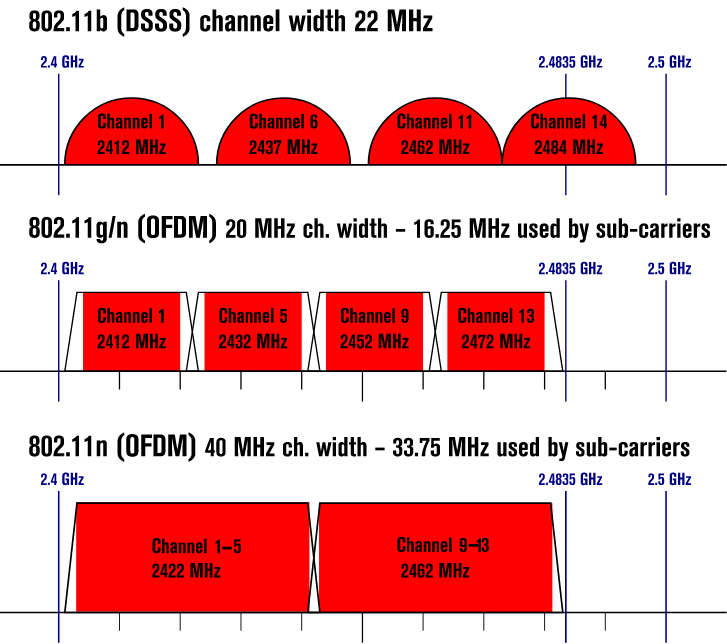 802.11b (DSSS) channel width 22 MHz
2.4 GHz 2.4835 GHz 2.5 GHz
Channel 1 Channel 6 Channel 11 Channel 14
2412 MHz 2437 MHz 2462 MHz 2484 MHz
802.11g/n (OFDM) 20 MHz ch. width – 16.25 MHz used by sub-carriers
2.4 GHz 2.4835 GHz 2.5 GHz
Channel 1 Channel 5 Channel 9 Channel 13
2412 MHz 2432 MHz 2452 MHz 2472 MHz
802.11n (OFDM) 40 MHz ch. width – 33.75 MHz used by sub-carriers
2.4 GHz 2.4835 GHz 2.5 GHz
Channel 1–5 Channel 9–13
2422 MHz 2462 MHz